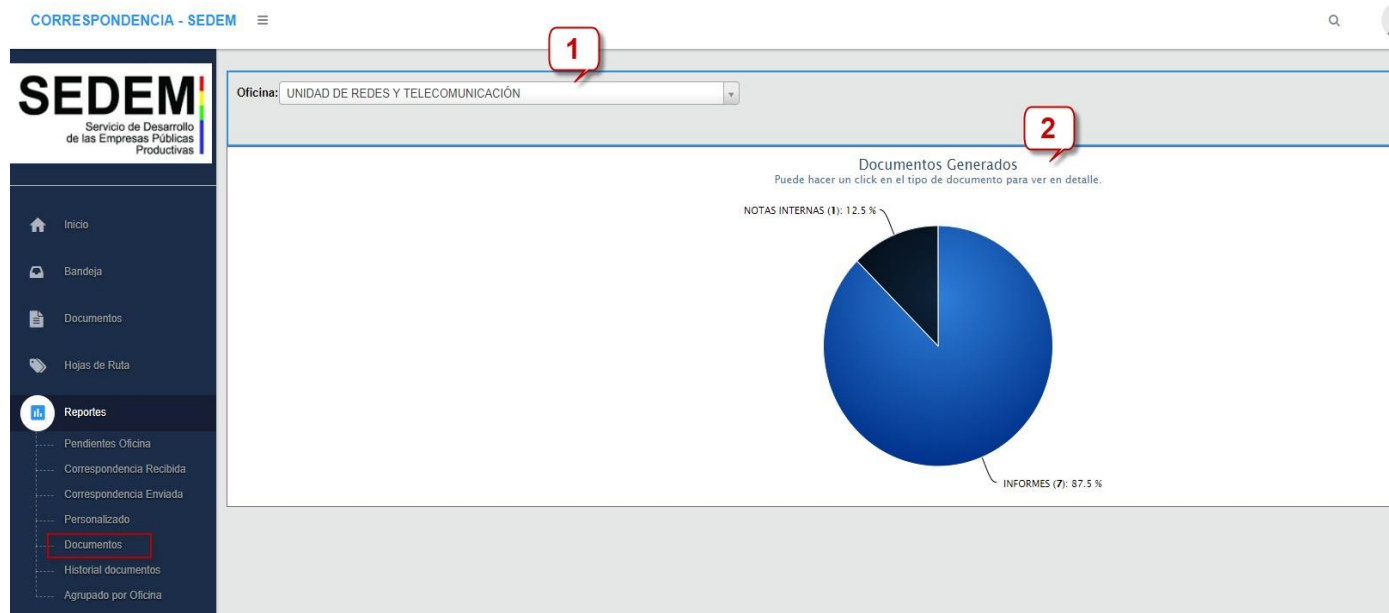 CORRESPONDENCIA - SEDEM
1
SEDEM
Servicio de Desarrollo
de las Empresas Públicas
Productivas
Oficina: UNIDAD DE REDES Y TELECOMUNICACIÓN
2
Documentos Generados
Puede hacer un click en el tipo de documento para ver en detalle.
NOTAS INTERNAS (1): 12.5 %
INFORMES (7): 87.5 %
Inicio
Bandeja
Documentos
Hojas de Ruta
Reportes
Pendientes Oficina
Correspondencia Recibida
Correspondencia Enviada
Personalizado
Documentos
Historial documentos
Agrupado por Oficina